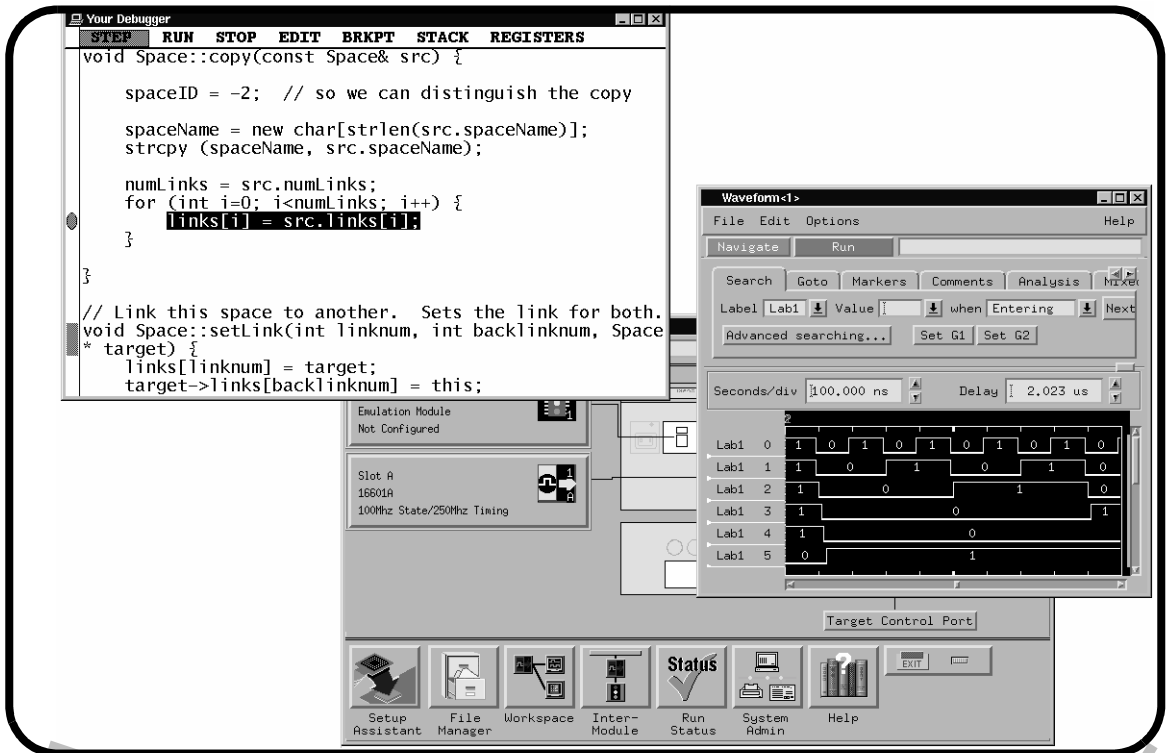 Your Debugger
STEP RUN STOP EDIT BRKPT STACK REGISTERS
void Space::copy(const Space& src) {
spaceID = -2;  // so we can distinguish the copy
spaceName = new char[strlen(src.spaceName)];
strcpy (spaceName, src.spaceName);
numLinks = src.numLinks;
for (int i=0; i<numLinks; i++) {
links[i] = src.links[i];
}
}
// Link this space to another.  Sets the link for both.
void Space::setLink(int linknum, int backlinknum, Space
* target) {
links[linknum] = target;
target->links[backlinknum] = this;
Waveform<1>
File Edit Options Help
Navigate Run
Search Goto Markers Comments Analysis
Label Lab1 Value when Entering Next
Advanced searching... Set G1 Set G2
Seconds/div 100.000 ns Delay 2.023 us
2
Lab1 0 1 0 1 0 1 0 1 0 1 0
Lab1 1 1 0 1 0 1 0
Lab1 2 1 0 1 0
Lab1 3 1 0 1
Lab1 4 1 0
Lab1 5 0 1
Emulation Module
Not Configured
1
Slot A
16601A
100Mhz State/250Mhz Timing
1
A
Target Control Port
Status
?
EXIT
Setup
Assistant
File
Manager
Workspace
Inter-
Module
Run
Status
System
Admin
Help